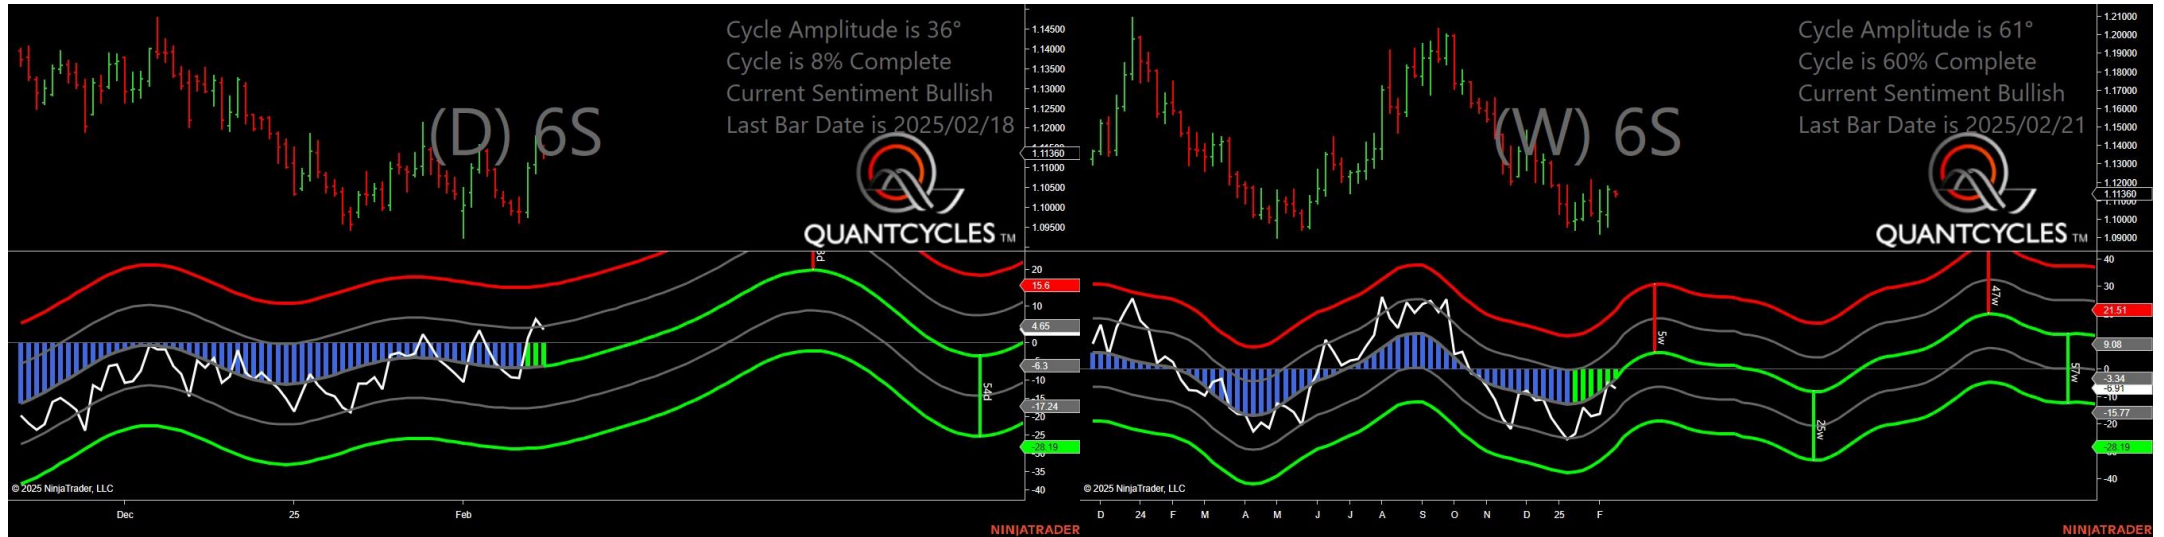 Cycle Amplitude is 36°
Cycle is 8% Complete
Current Sentiment Bullish
Last Bar Date is 2025/02/18
(D) 6S
QUANTCYCLES TM
1.14500
1.14000
1.13500
1.13000
1.12500
1.12000
1.11360
1.11000
1.10500
1.10000
1.09500
54d
20
15.6
10
4.65
0
-6.3
-10
-17.24
-20
-25
-28.19
-35
-40
© 2025 NinjaTrader, LLC
Dec
25
Feb
NINJATRADER
Cycle Amplitude is 61°
Cycle is 60% Complete
Current Sentiment Bullish
Last Bar Date is 2025/02/21
(W) 6S
QUANTCYCLES TM
1.21000
1.20000
1.19000
1.18000
1.17000
1.16000
1.15000
1.14000
1.13000
1.12000
1.11360
1.10000
1.09000
5w
25w
47w
57w
40
30
21.51
9.08
0
-3.34
-6.91
-15.77
-20
-28.19
-40
© 2025 NinjaTrader, LLC
D
24
F
M
A
M
J
J
A
S
O
N
D
25
F
NINJATRADER